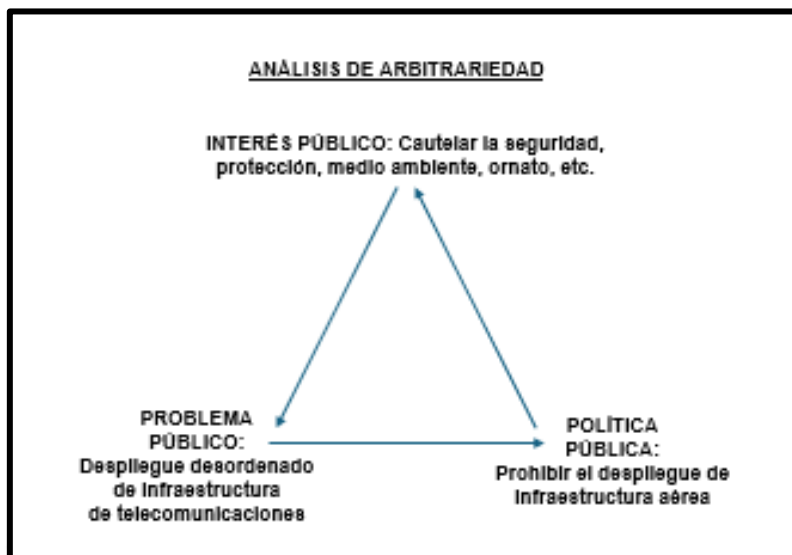 ANÁLISIS DE ARBITRARIEDAD
INTERÉS PÚBLICO: Cautelar la seguridad,
protección, medio ambiente, ornato, etc.
PROBLEMA
PÚBLICO:
Despliegue desordenado
de infraestructura
de telecomunicaciones
POLÍTICA
PÚBLICA:
Prohibir el despliegue de
infraestructura aérea